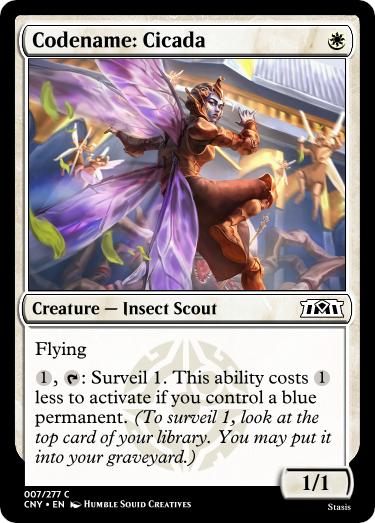 Codename: Cicada
Creature — Insect Scout
Flying
1, : Surveil 1. This ability costs 1
less to activate if you control a blue
permanent. (To surveil 1, look at the
top card of your library. You may put it
into your graveyard.)
1/1
007/277 C
CNY • EN Humble Squid Creatives
Stasis